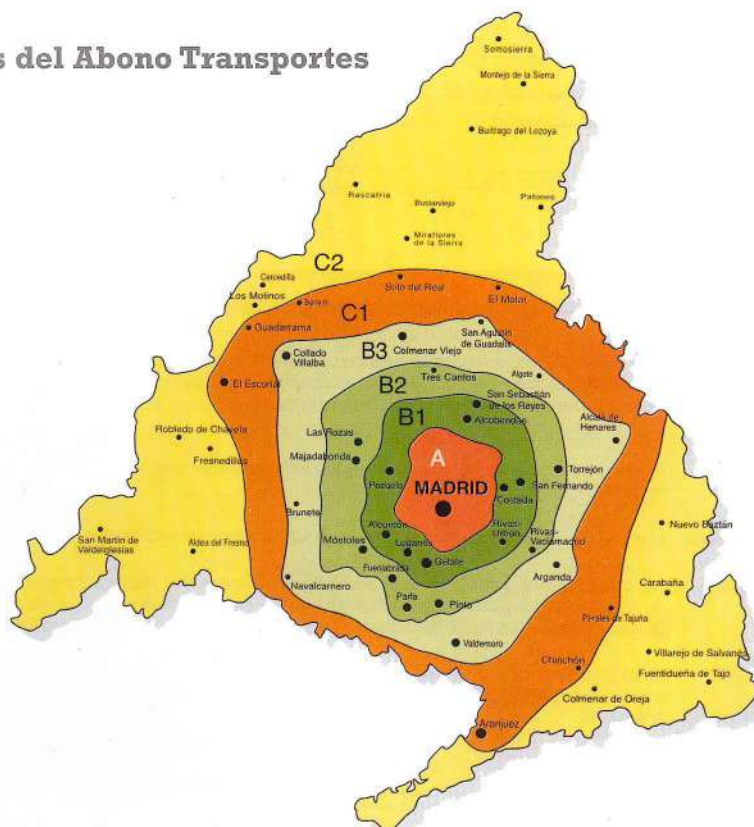 s del Abono Transportes
Somosierra
Montejo de la Sierra
Buitrago del Lozoya
Rascafría
Bustarviejo
Patones
Miraflores
de la Sierra
C2
Cercedilla
Los Molinos
Soto del Real
El Molar
C1
Guadarrama
San Agustín
de Guadalix
B3
Colmenar Viejo
Collado
Villalba
B2
Tres Cantos
Algete
El Escorial
San Sebastián
de los Reyes
B1
Alcobendas
Alcalá de
Henares
Robledo de Chavela
Fresnedillas
Las Rozas
Majadahonda
A
MADRID
Pozuelo
Torrejón
San Fernando
Coslada
Brunete
Nuevo Baztán
San Martín de
Valdeiglesias
Aldea del Fresno
Alcorcón
Móstoles
Leganés
Getafe
Rivas-
Urban.
Rivas-
Vaciamadrid
Fuenlabrada
Arganda
Navalcarnero
Carabaña
Parla
Pinto
Perales de Tajuña
Valdemoro
Villarejo de Salvanés
Chinchón
Fuentidueña de Tajo
Colmenar de Oreja
Aranjuez